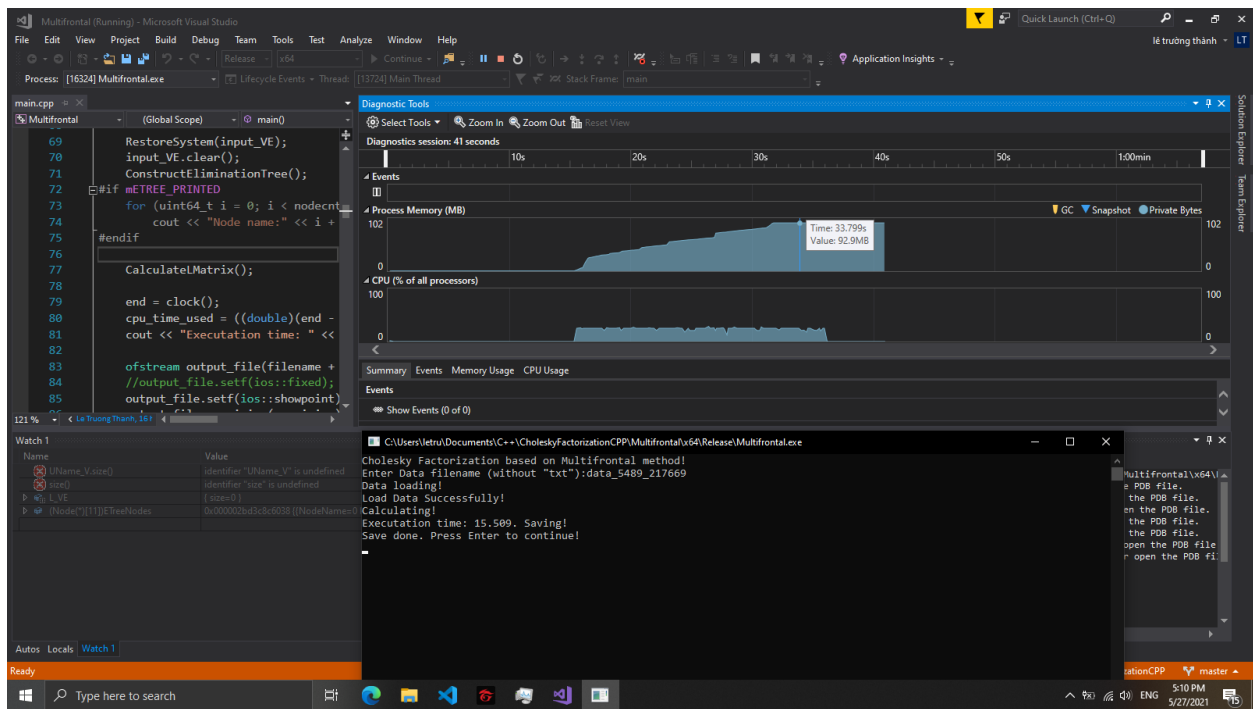 Multifrontal (Running) - Microsoft Visual Studio
Quick Launch (Ctrl+Q)
File Edit View Project Build Debug Team Tools Test Analyze Window Help
lê trường thành LT
Release x64 Continue Application Insights
Process: [16324] Multifrontal.exe Lifecycle Events Thread: [13724] Main Thread Stack Frame: main
main.cpp
Multifrontal (Global Scope) main()
69 RestoreSystem(input_VE);
70 input_VE.clear();
71 ConstructEliminationTree();
72 #if mETREE_PRINTED
73 for (uint64_t i = 0; i < nodecnt
74 cout << "Node name:" << i +
75 #endif
76
77 CalculateLMatrix();
78
79 end = clock();
80 cpu_time_used = ((double)(end -
81 cout << "Executation time: " <<
82
83 ofstream output_file(filename +
84 //output_file.setf(ios::fixed);
85 output_file.setf(ios::showpoint)
121 % Le Truong Thanh, 16
Diagnostic Tools
Select Tools Zoom In Zoom Out Reset View
Diagnostics session: 41 seconds
10s 20s 30s 40s 50s 1:00min
Events
Process Memory (MB) GC Snapshot Private Bytes
102 102
Time: 33.799s
Value: 92.9MB
0 0
CPU (% of all processors)
100 100
0 0
Summary Events Memory Usage CPU Usage
Events
Show Events (0 of 0)
Solution Explorer
Team Explorer
Watch 1
Name Value
UName_V.size() identifier "UName_V" is undefined
size() identifier "size" is undefined
L_VE { size=0 }
(Node(*)[11])ETreeNodes 0x000002bd3c8c6038 {{NodeName=0
Autos Locals Watch 1
C:\Users\letru\Documents\C++\CholeskyFactorizationCPP\Multifrontal\x64\Release\Multifrontal.exe
Cholesky Factorization based on Multifrontal method!
Enter Data filename (without "txt"):data_5489_217669
Data loading!
Load Data Successfully!
Calculating!
Executation time: 15.509. Saving!
Save done. Press Enter to continue!
Multifrontal\x64\
e PDB file.
the PDB file.
en the PDB file.
the PDB file.
the PDB file.
open the PDB file
r open the PDB fi
Ready
zationCPP master
Type here to search
ENG
5:10 PM
5/27/2021
15